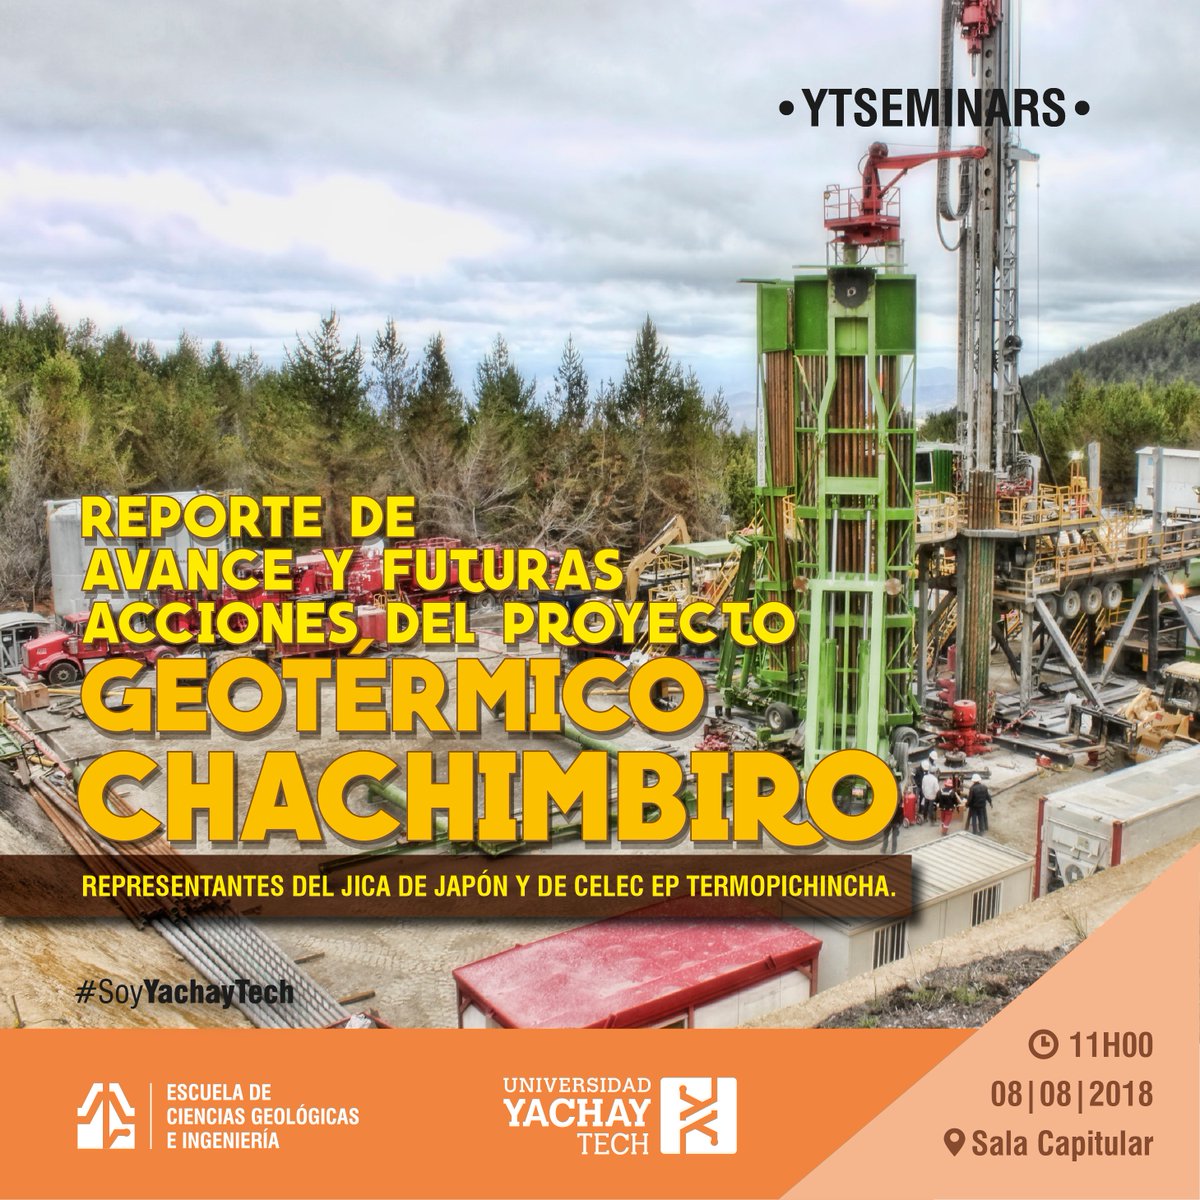 •YTSEMINARS•
REPORTE DE
AVANCE Y FUTURAS
ACCIONES DEL PROYECTO
GEOTÉRMICO
CHACHIMBIRO
REPRESENTANTES DEL JICA DE JAPÓN Y DE CELEC EP TERMOPICHINCHA.
#SoyYachayTech
11H00
08|08|2018
Sala Capitular
ESCUELA DE
CIENCIAS GEOLÓGICAS
E INGENIERÍA
UNIVERSIDAD
YACHAY
TECH